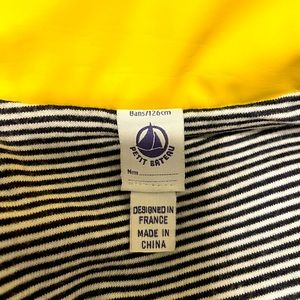 8ans/126cm
PETIT BATEAU
Nom
DESIGNED IN
FRANCE
MADE IN
CHINA